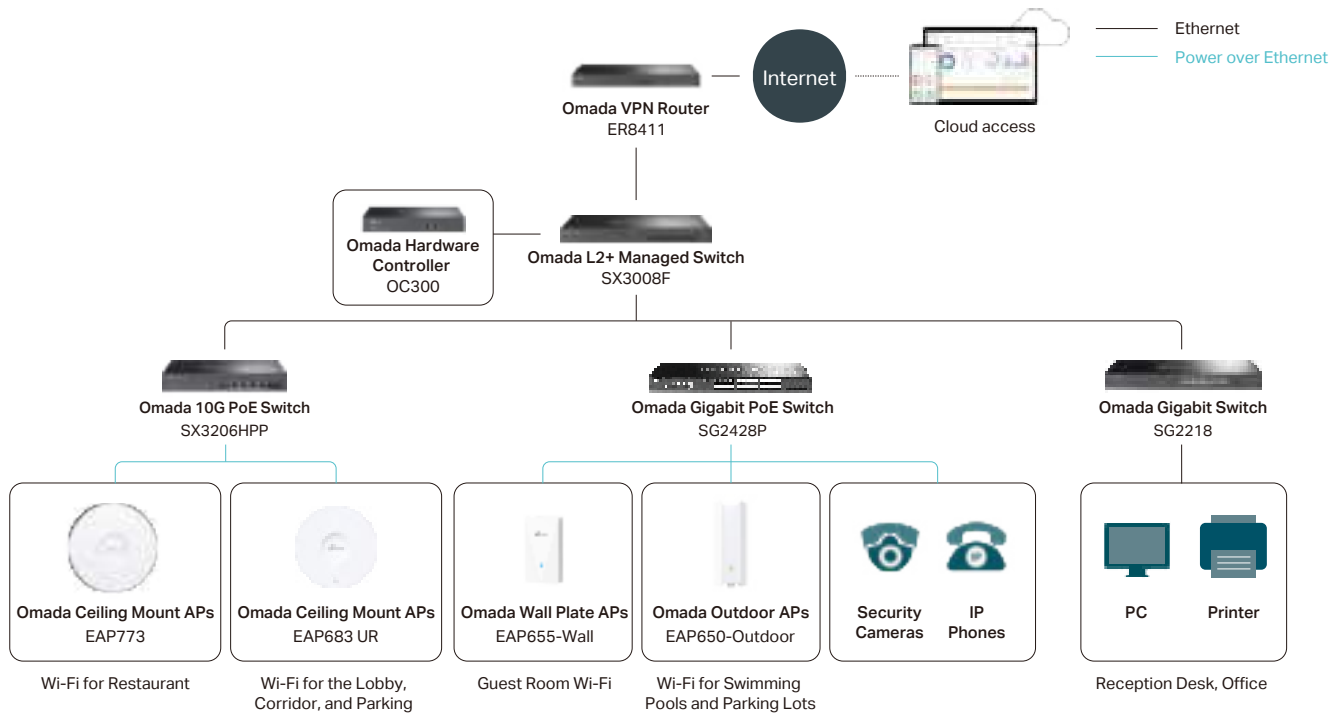 Ethernet
Power over Ethernet
Internet
Omada VPN Router
ER8411
Cloud access
Omada Hardware
Controller
OC300
Omada L2+ Managed Switch
SX3008F
Omada 10G PoE Switch
SX3206HPP
Omada Gigabit PoE Switch
SG2428P
Omada Gigabit Switch
SG2218
Omada Ceiling Mount APs
EAP773
Omada Ceiling Mount APs
EAP683 UR
Omada Wall Plate APs
EAP655-Wall
Omada Outdoor APs
EAP650-Outdoor
Security
Cameras
IP
Phones
PC
Printer
Wi-Fi for Restaurant
Wi-Fi for the Lobby,
Corridor, and Parking
Guest Room Wi-Fi
Wi-Fi for Swimming
Pools and Parking Lots
Reception Desk, Office